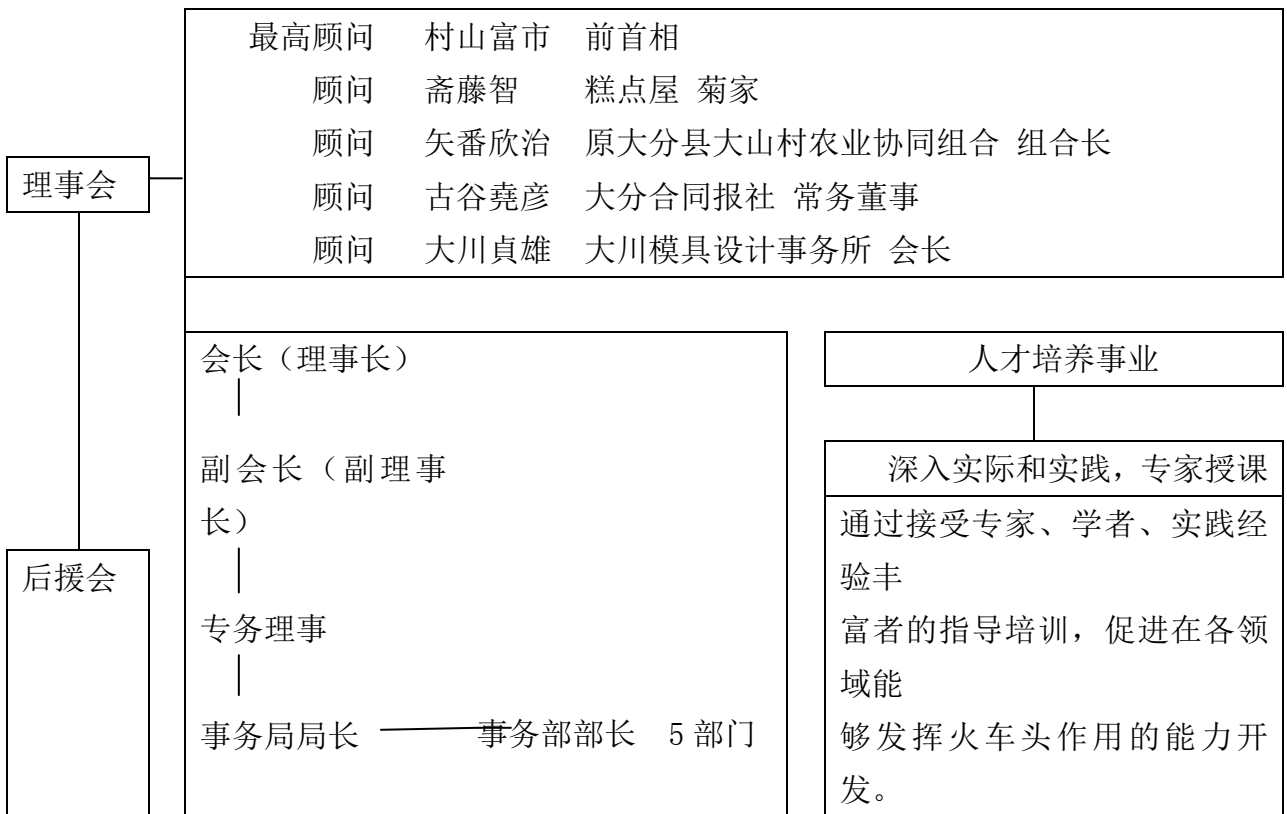 最高顾问 村山富市 前首相
顾问 斋藤智 糕点屋 菊家
顾问 矢番欣治 原大分县大山村农业协同组合 组合长
理事会
顾问 古谷堯彦 大分合同报社 常务董事
顾问 大川貞雄 大川模具设计事务所 会长
会长（理事长）
副会长（副理事
长）
专务理事
事务局局长 事务部部长 5部门
后援会
人才培养事业
深入实际和实践，专家授课
通过接受专家、学者、实践经
验丰
富者的指导培训，促进在各领
域能
够发挥火车头作用的能力开
发。